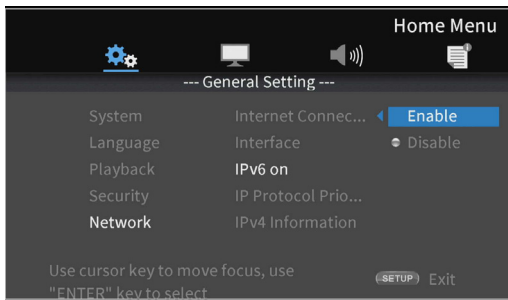 Home Menu
--- General Setting ---
System Internet Connec... Enable
Language Interface Disable
Playback IPv6 on
Security IP Protocol Prio...
Network IPv4 Information
Use cursor key to move focus, use
"ENTER" key to select
SETUP Exit